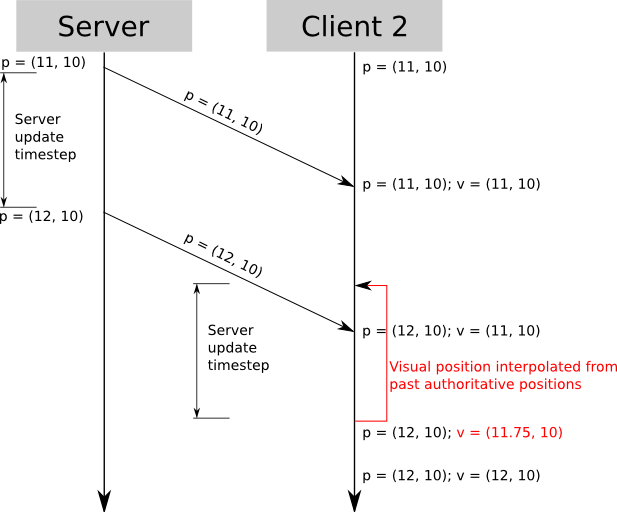 Server
Client 2
p = (11, 10)
p = (11, 10)
p = (11, 10)
Server
update
timestep
p = (11, 10); v = (11, 10)
p = (12, 10)
p = (12, 10)
Server
update
timestep
p = (12, 10); v = (11, 10)
Visual position interpolated from
past authoritative positions
p = (12, 10); v = (11.75, 10)
p = (12, 10); v = (12, 10)